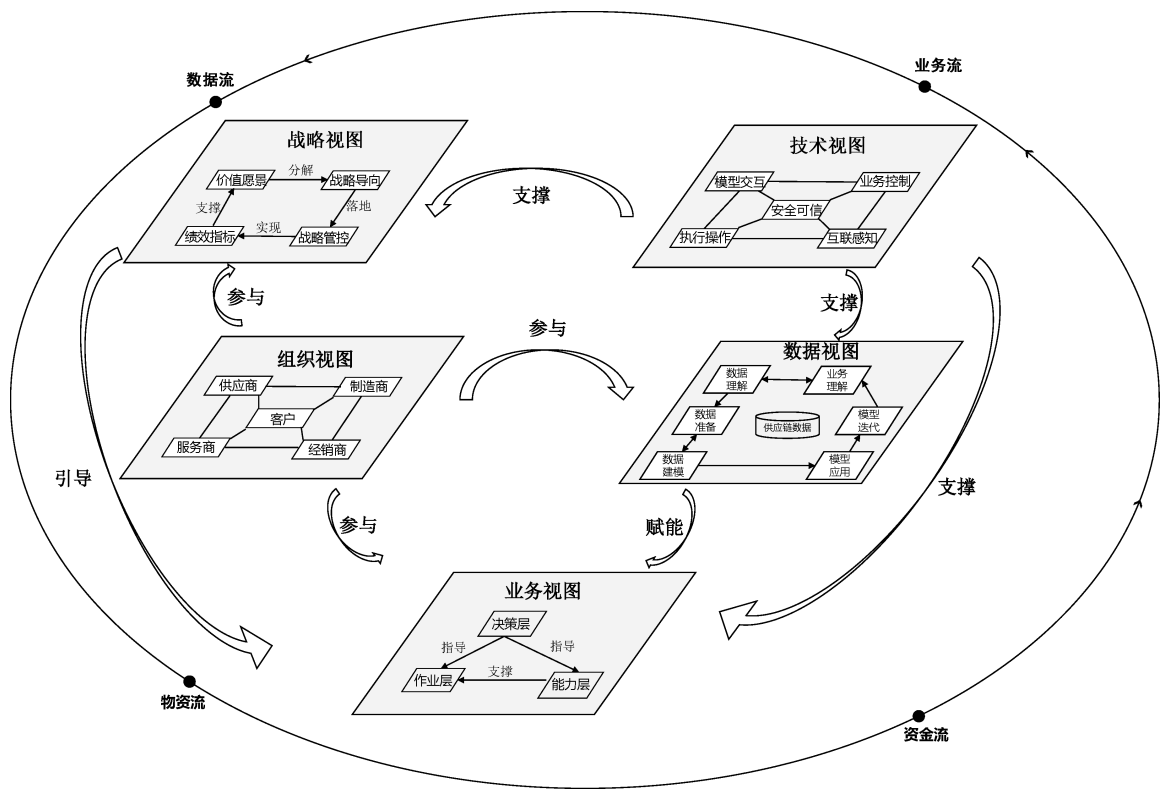 数据流
业务流
战略视图
价值愿景
分解
战略导向
支撑
落地
绩效指标
实现
战略管控
支撑
技术视图
模型交互
业务控制
安全可信
执行操作
互联感知
参与
支撑
参与
组织视图
供应商
制造商
客户
服务商
经销商
数据视图
数据
理解
业务
理解
数据
准备
供应链数据
模型
迭代
数据
建模
模型
应用
引导
参与
赋能
支撑
业务视图
决策层
指导
指导
作业层
支撑
能力层
物资流
资金流